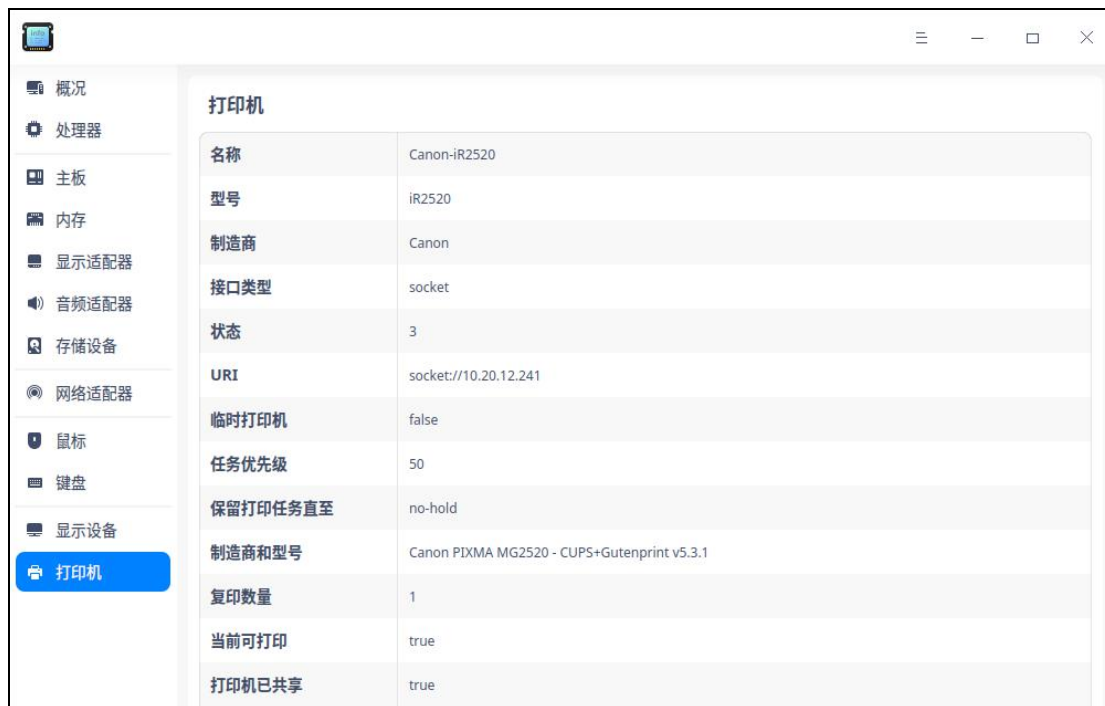 info
概况
处理器
主板
内存
显示适配器
音频适配器
存储设备
网络适配器
鼠标
键盘
显示设备
打印机
打印机
名称 Canon-iR2520
型号 iR2520
制造商 Canon
接口类型 socket
状态 3
URI socket://10.20.12.241
临时打印机 false
任务优先级 50
保留打印任务直至 no-hold
制造商和型号 Canon PIXMA MG2520 - CUPS+Gutenprint v5.3.1
复印数量 1
当前可打印 true
打印机已共享 true